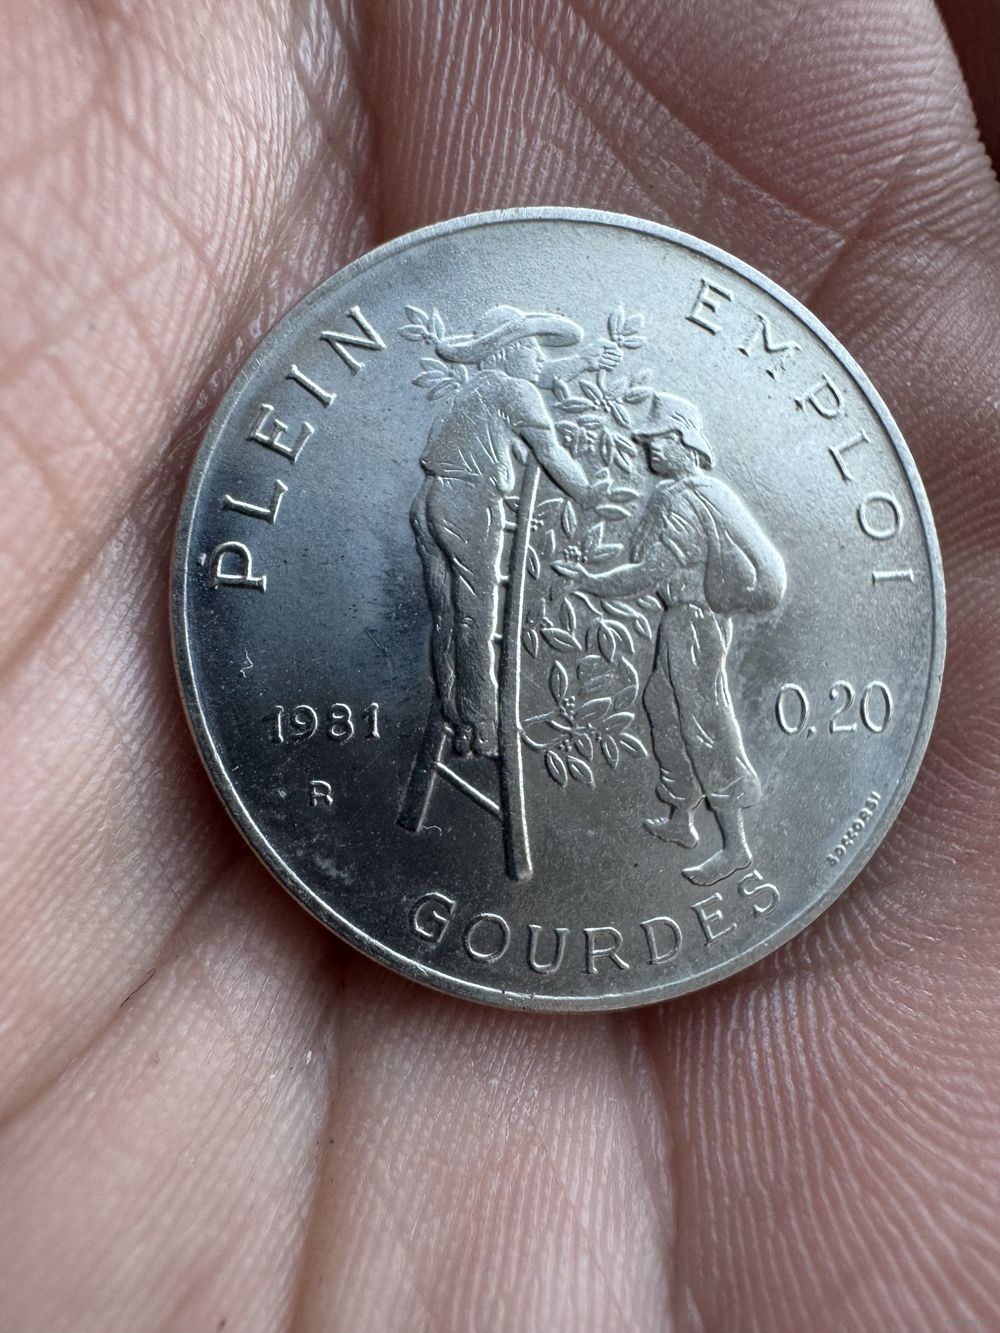 PLEIN EMPLOI
1981
0,20
R
GOURDES